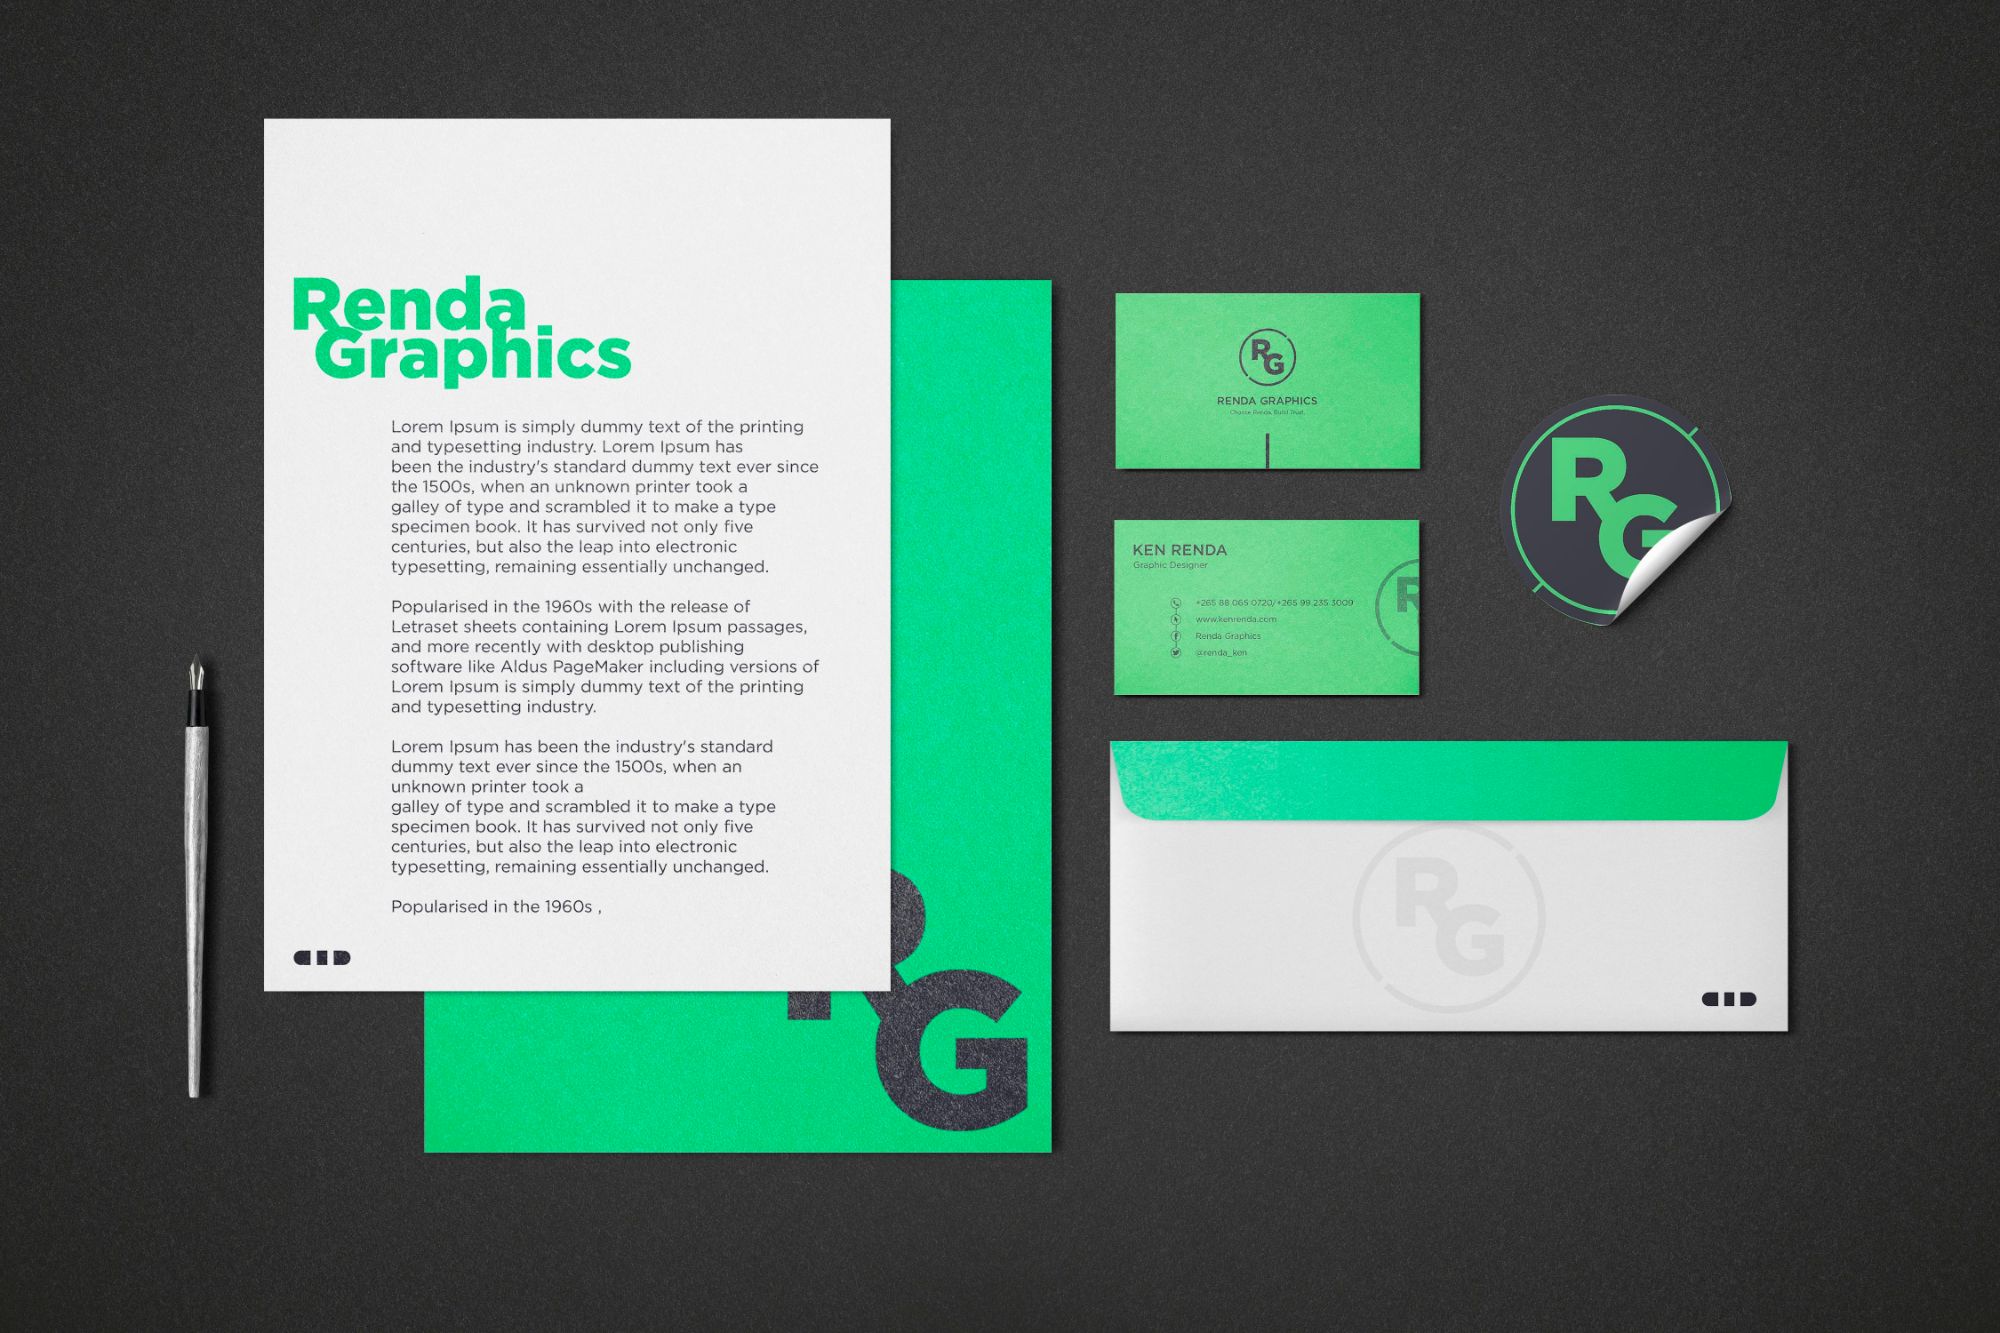 Renda
Graphics
Lorem Ipsum is simply dummy text of the printing
and typesetting industry. Lorem Ipsum has
been the industry's standard dummy text ever since
the 1500s, when an unknown printer took a
galley of type and scrambled it to make a type
specimen book. It has survived not only five
centuries, but also the leap into electronic
typesetting, remaining essentially unchanged.
Popularised in the 1960s with the release of
Letraset sheets containing Lorem Ipsum passages,
and more recently with desktop publishing
software like Aldus PageMaker including versions of
Lorem Ipsum is simply dummy text of the printing
and typesetting industry.
Lorem Ipsum has been the industry's standard
dummy text ever since the 1500s, when an
unknown printer took a
galley of type and scrambled it to make a type
specimen book. It has survived not only five
centuries, but also the leap into electronic
typesetting, remaining essentially unchanged.
Popularised in the 1960s ,
RG
RG
RENDA GRAPHICS
Choose Renda. Build Trust.
KEN RENDA
Graphic Designer
+265 88 065 0720/+265 99 235 3009
www.kenrenda.com
Renda Graphics
@renda_ken
R
RG
RG